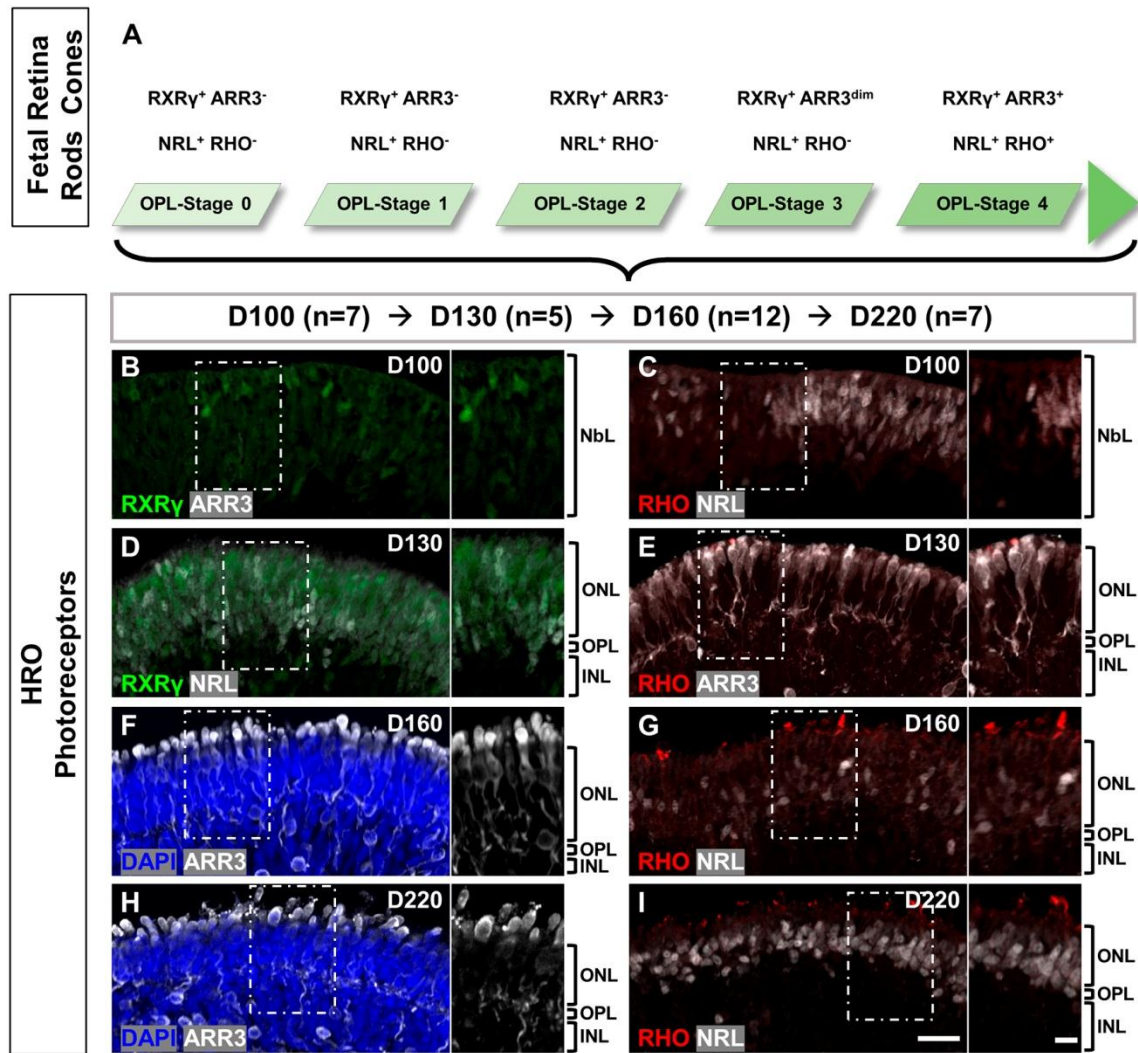 Fetal Retina
Rods Cones
A
RXRγ⁺ ARR3⁻ RXRγ⁺ ARR3⁻ RXRγ⁺ ARR3⁻ RXRγ⁺ ARR3ᵈⁱᵐ RXRγ⁺ ARR3⁺
NRL⁺ RHO⁻ NRL⁺ RHO⁻ NRL⁺ RHO⁻ NRL⁺ RHO⁻ NRL⁺ RHO⁺
OPL-Stage 0 OPL-Stage 1 OPL-Stage 2 OPL-Stage 3 OPL-Stage 4
HRO
Photoreceptors
D100 (n=7) → D130 (n=5) → D160 (n=12) → D220 (n=7)
B D100
RXRγ ARR3
C D100
NbL
RHO NRL
NbL
D D130
ONL
OPL
INL
RXRγ NRL
E D130
ONL
OPL
INL
RHO ARR3
F D160
ONL
OPL
INL
DAPI ARR3
G D160
ONL
OPL
INL
RHO NRL
H D220
ONL
OPL
INL
DAPI ARR3
I D220
ONL
OPL
INL
RHO NRL